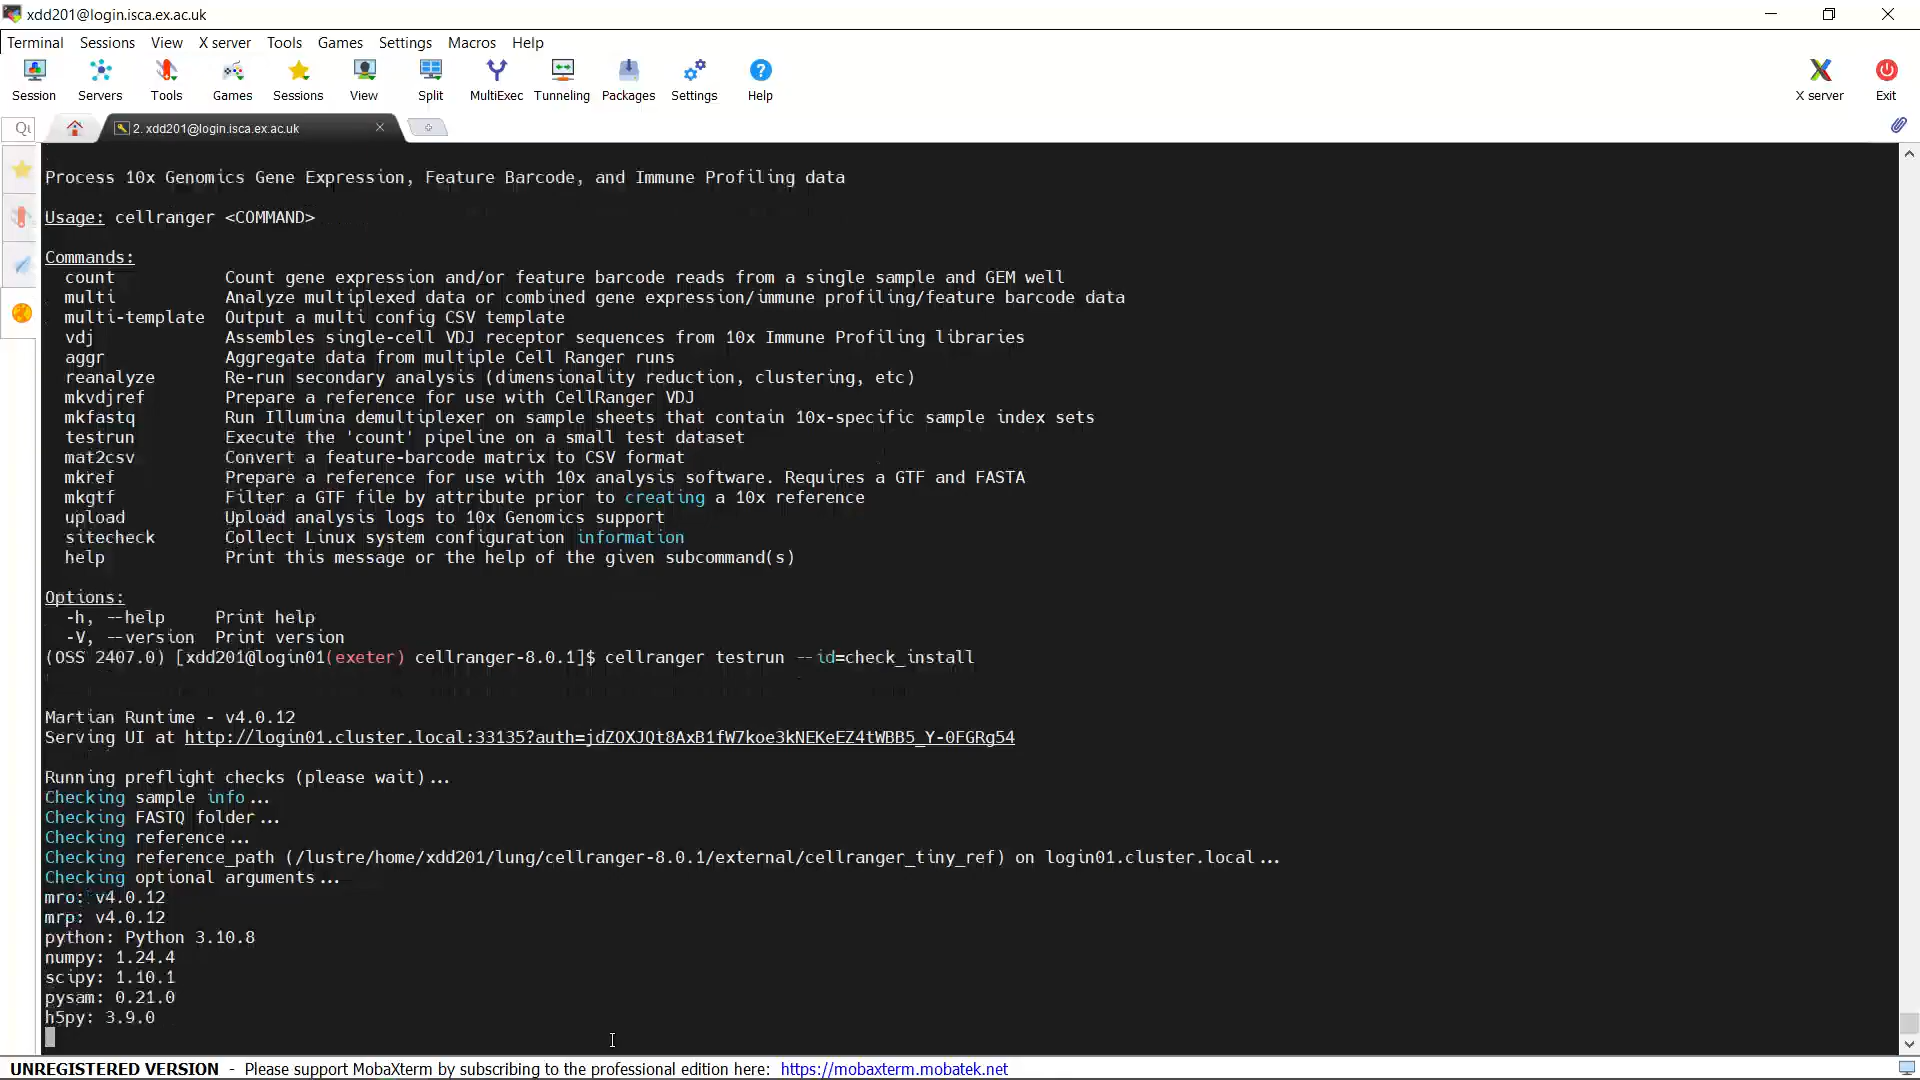 xdd201@login.isca.ex.ac.uk
Terminal Sessions View X server Tools Games Settings Macros Help
Session Servers Tools Games Sessions View Split MultiExec Tunneling Packages Settings Help X server Exit
2. xdd201@login.isca.ex.ac.uk
Process 10x Genomics Gene Expression, Feature Barcode, and Immune Profiling data
Usage: cellranger <COMMAND>
Commands:
count Count gene expression and/or feature barcode reads from a single sample and GEM well
multi Analyze multiplexed data or combined gene expression/immune profiling/feature barcode data
multi-template Output a multi config CSV template
vdj Assembles single-cell VDJ receptor sequences from 10x Immune Profiling libraries
aggr Aggregate data from multiple Cell Ranger runs
reanalyze Re-run secondary analysis (dimensionality reduction, clustering, etc)
mkvdjref Prepare a reference for use with CellRanger VDJ
mkfastq Run Illumina demultiplexer on sample sheets that contain 10x-specific sample index sets
testrun Execute the 'count' pipeline on a small test dataset
mat2csv Convert a feature-barcode matrix to CSV format
mkref Prepare a reference for use with 10x analysis software. Requires a GTF and FASTA
mkgtf Filter a GTF file by attribute prior to creating a 10x reference
upload Upload analysis logs to 10x Genomics support
sitecheck Collect Linux system configuration information
help Print this message or the help of the given subcommand(s)
Options:
-h, --help Print help
-V, --version Print version
(OSS 2407.0) [xdd201@login01(exeter) cellranger-8.0.1]$ cellranger testrun --id=check_install
Martian Runtime - v4.0.12
Serving UI at http://login01.cluster.local:33135?auth=jdZOXJQt8AxB1fW7koe3kNEKeEZ4tWBB5_Y-0FGRg54
Running preflight checks (please wait)...
Checking sample info...
Checking FASTQ folder...
Checking reference...
Checking reference_path (/lustre/home/xdd201/lung/cellranger-8.0.1/external/cellranger_tiny_ref) on login01.cluster.local...
Checking optional arguments...
mro: v4.0.12
mrp: v4.0.12
python: Python 3.10.8
numpy: 1.24.4
scipy: 1.10.1
pysam: 0.21.0
h5py: 3.9.0
UNREGISTERED VERSION - Please support MobaXterm by subscribing to the professional edition here: https://mobaxterm.mobatek.net